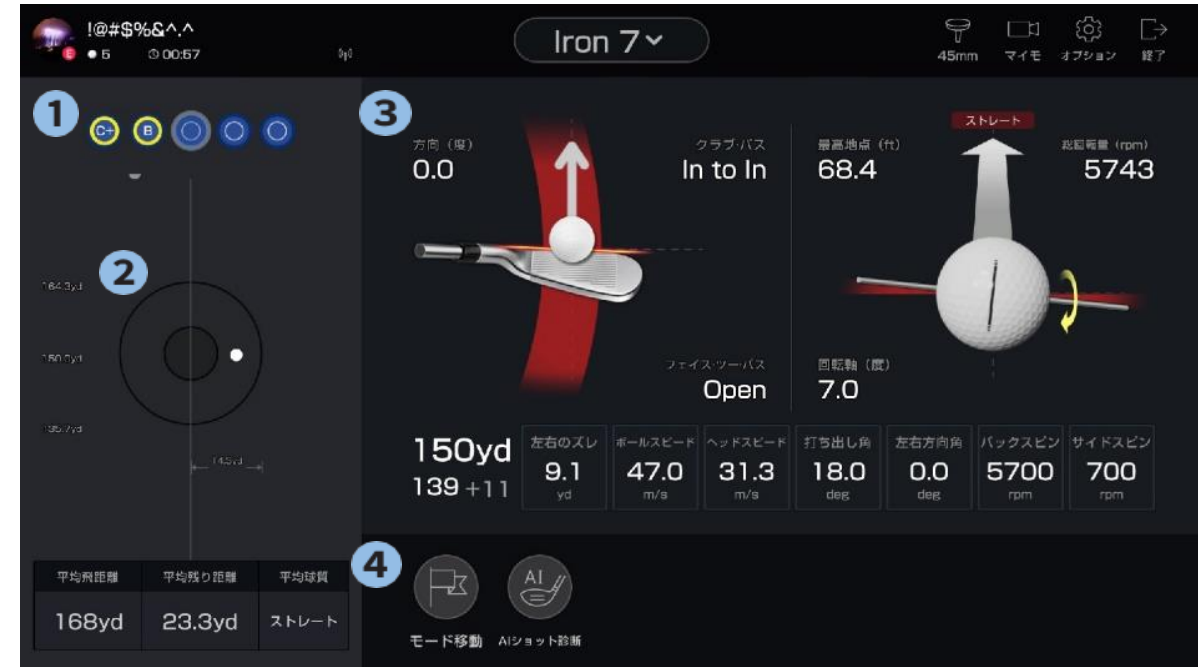 !@#$%&^.^
E
5
00:57
Iron 7
45mm
マイモ
オプション
終了
1
C+
B
2
164.3yd
150.0yd
135.7yd
14.5yd
平均飛距離
平均残り距離
平均球質
168yd
23.3yd
ストレート
3
方向（度）
0.0
クラブ·パス
In to In
フェイス·ツー·パス
Open
ストレート
最高地点（ft）
68.4
総回転量（rpm）
5743
回転軸（度）
7.0
150yd
139 +11
左右のズレ
9.1
yd
ボールスピード
47.0
m/s
ヘッドスピード
31.3
m/s
打ち出し角
18.0
deg
左右方向角
0.0
deg
バックスピン
5700
rpm
サイドスピン
700
rpm
4
モード移動
AI
AIショット診断